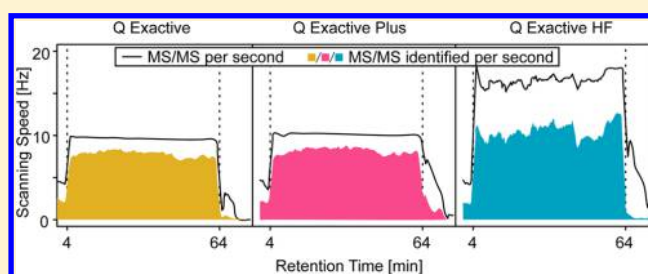 Q Exactive
Q Exactive Plus
Q Exactive HF
MS/MS per second
/ / MS/MS identified per second
Scanning Speed [Hz]
20
10
0
4
64
4
64
4
64
Retention Time [min]